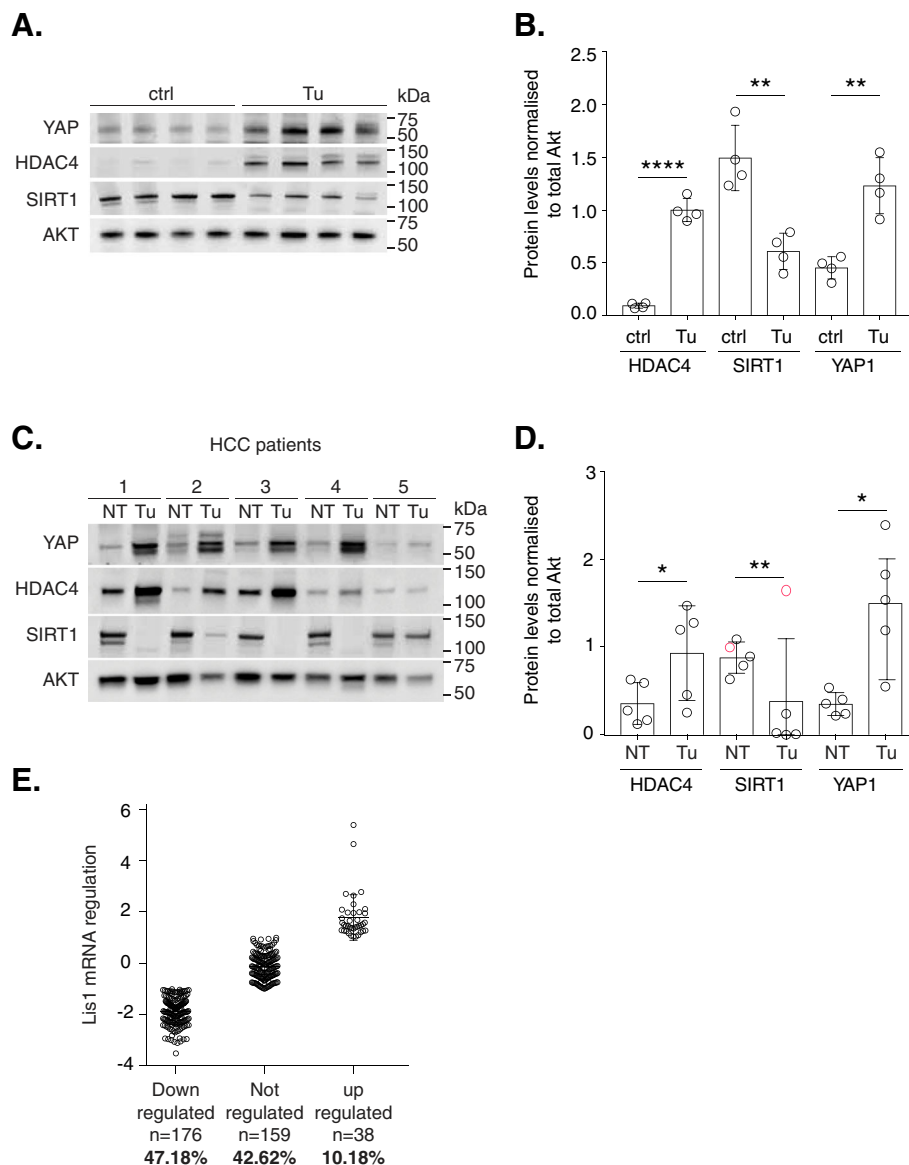 A.
ctrl Tu kDa
YAP
75
50
HDAC4
150
100
SIRT1
150
100
AKT
75
50
B.
Protein levels normalised
to total Akt
2.5
2.0
1.5
1.0
0.5
0.0
**** ** **
ctrl Tu ctrl Tu ctrl Tu
HDAC4 SIRT1 YAP1
C.
HCC patients
1 2 3 4 5
NT Tu NT Tu NT Tu NT Tu NT Tu kDa
YAP
75
50
HDAC4
150
100
SIRT1
150
100
AKT
75
50
D.
Protein levels normalised
to total Akt
3
2
1
0
* ** *
NT Tu NT Tu NT Tu
HDAC4 SIRT1 YAP1
E.
Lis1 mRNA regulation
6
4
2
0
-2
-4
Down Not up
regulated regulated regulated
n=176 n=159 n=38
47.18% 42.62% 10.18%